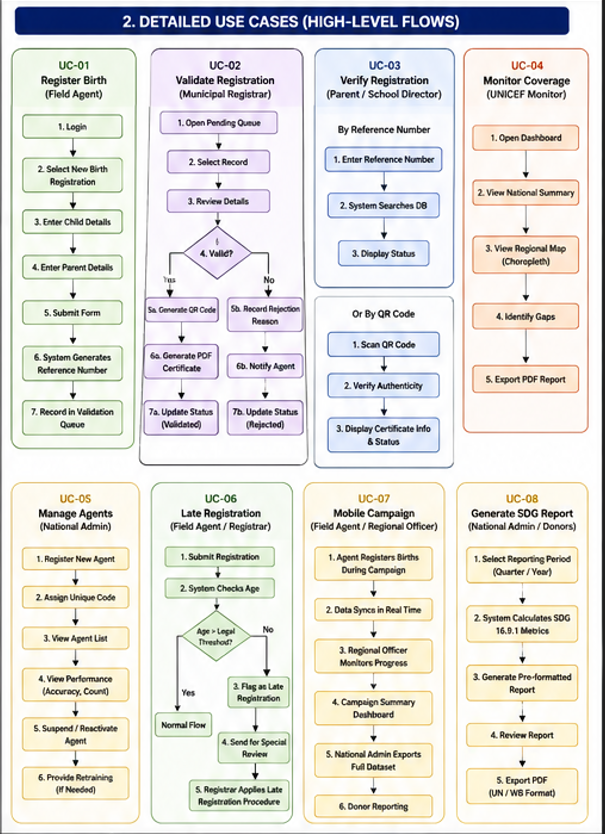 2. DETAILED USE CASES (HIGH-LEVEL FLOWS)
UC-01
Register Birth
(Field Agent)
1. Login
2. Select New Birth
Registration
3. Enter Child Details
4. Enter Parent Details
5. Submit Form
6. System Generates
Reference Number
7. Record in Validation
Queue
UC-02
Validate Registration
(Municipal Registrar)
1. Open Pending Queue
2. Select Record
3. Review Details
4. Valid?
Yes
No
5a. Generate QR Code
6a. Generate PDF
Certificate
7a. Update Status
(Validated)
5b. Record Rejection
Reason
6b. Notify Agent
7b. Update Status
(Rejected)
UC-03
Verify Registration
(Parent / School Director)
By Reference Number
1. Enter Reference Number
2. System Searches DB
3. Display Status
Or By QR Code
1. Scan QR Code
2. Verify Authenticity
3. Display Certificate Info
& Status
UC-04
Monitor Coverage
(UNICEF Monitor)
1. Open Dashboard
2. View National Summary
3. View Regional Map
(Choropleth)
4. Identify Gaps
5. Export PDF Report
UC-05
Manage Agents
(National Admin)
1. Register New Agent
2. Assign Unique Code
3. View Agent List
4. View Performance
(Accuracy, Count)
5. Suspend / Reactivate
Agent
6. Provide Retraining
(If Needed)
UC-06
Late Registration
(Field Agent / Registrar)
1. Submit Registration
2. System Checks Age
Age > Legal
Threshold?
No
Yes
Normal Flow
3. Flag as Late
Registration
4. Send for Special
Review
5. Registrar Applies Late
Registration Procedure
UC-07
Mobile Campaign
(Field Agent / Regional Officer)
1. Agent Registers Births
During Campaign
2. Data Syncs in Real Time
3. Regional Officer
Monitors Progress
4. Campaign Summary
Dashboard
5. National Admin Exports
Full Dataset
6. Donor Reporting
UC-08
Generate SDG Report
(National Admin / Donors)
1. Select Reporting Period
(Quarter / Year)
2. System Calculates SDG
16.9.1 Metrics
3. Generate Pre-formatted
Report
4. Review Report
5. Export PDF
(UN / WB Format)